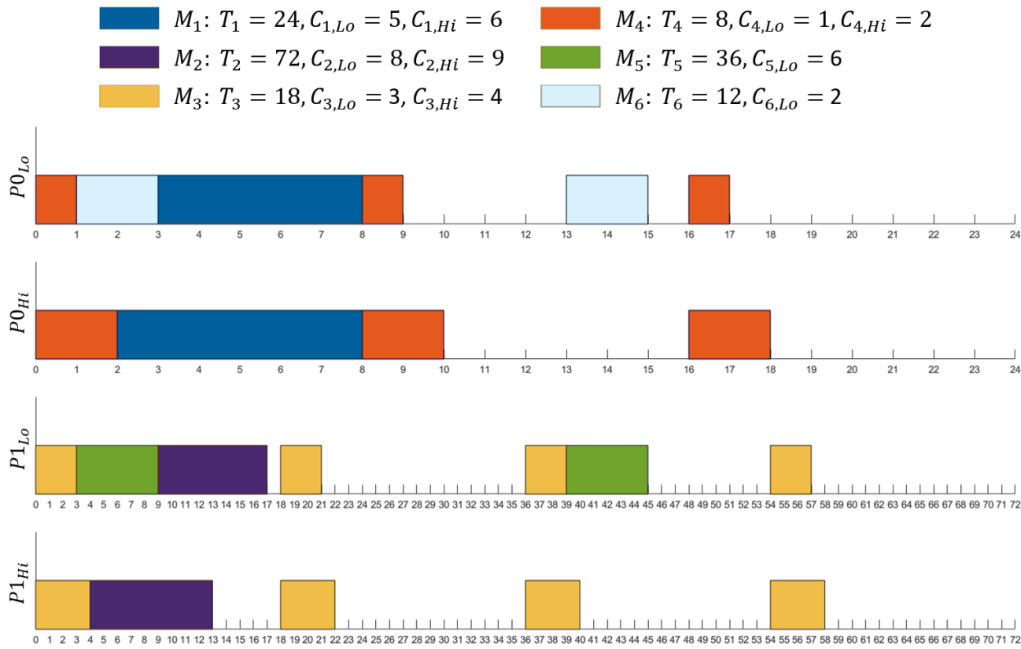 M₁: T₁ = 24, C₁,Lo = 5, C₁,Hi = 6
M₄: T₄ = 8, C₄,Lo = 1, C₄,Hi = 2
M₂: T₂ = 72, C₂,Lo = 8, C₂,Hi = 9
M₅: T₅ = 36, C₅,Lo = 6
M₃: T₃ = 18, C₃,Lo = 3, C₃,Hi = 4
M₆: T₆ = 12, C₆,Lo = 2
P0Lo
0 1 2 3 4 5 6 7 8 9 10 11 12 13 14 15 16 17 18 19 20 21 22 23 24
P0Hi
0 1 2 3 4 5 6 7 8 9 10 11 12 13 14 15 16 17 18 19 20 21 22 23 24
P1Lo
0 1 2 3 4 5 6 7 8 9 10 11 12 13 14 15 16 17 18 19 20 21 22 23 24 25 26 27 28 29 30 31 32 33 34 35 36 37 38 39 40 41 42 43 44 45 46 47 48 49 50 51 52 53 54 55 56 57 58 59 60 61 62 63 64 65 66 67 68 69 70 71 72
P1Hi
0 1 2 3 4 5 6 7 8 9 10 11 12 13 14 15 16 17 18 19 20 21 22 23 24 25 26 27 28 29 30 31 32 33 34 35 36 37 38 39 40 41 42 43 44 45 46 47 48 49 50 51 52 53 54 55 56 57 58 59 60 61 62 63 64 65 66 67 68 69 70 71 72